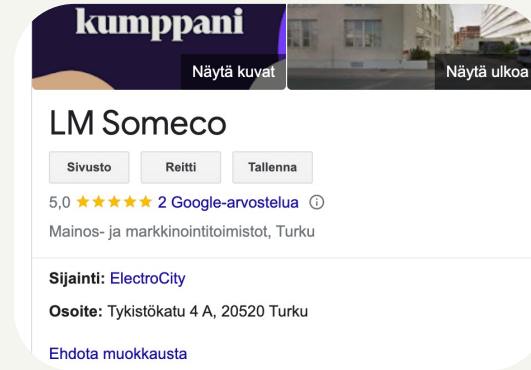 kumppani
Näytä kuvat
Näytä ulkoa
LM Someco
Sivusto
Reitti
Tallenna
5,0 ★★★★★ 2 Google-arvostelua
Mainos- ja markkinointitoimistot, Turku
Sijainti: ElectroCity
Osoite: Tykistökatu 4 A, 20520 Turku
Ehdota muokkausta